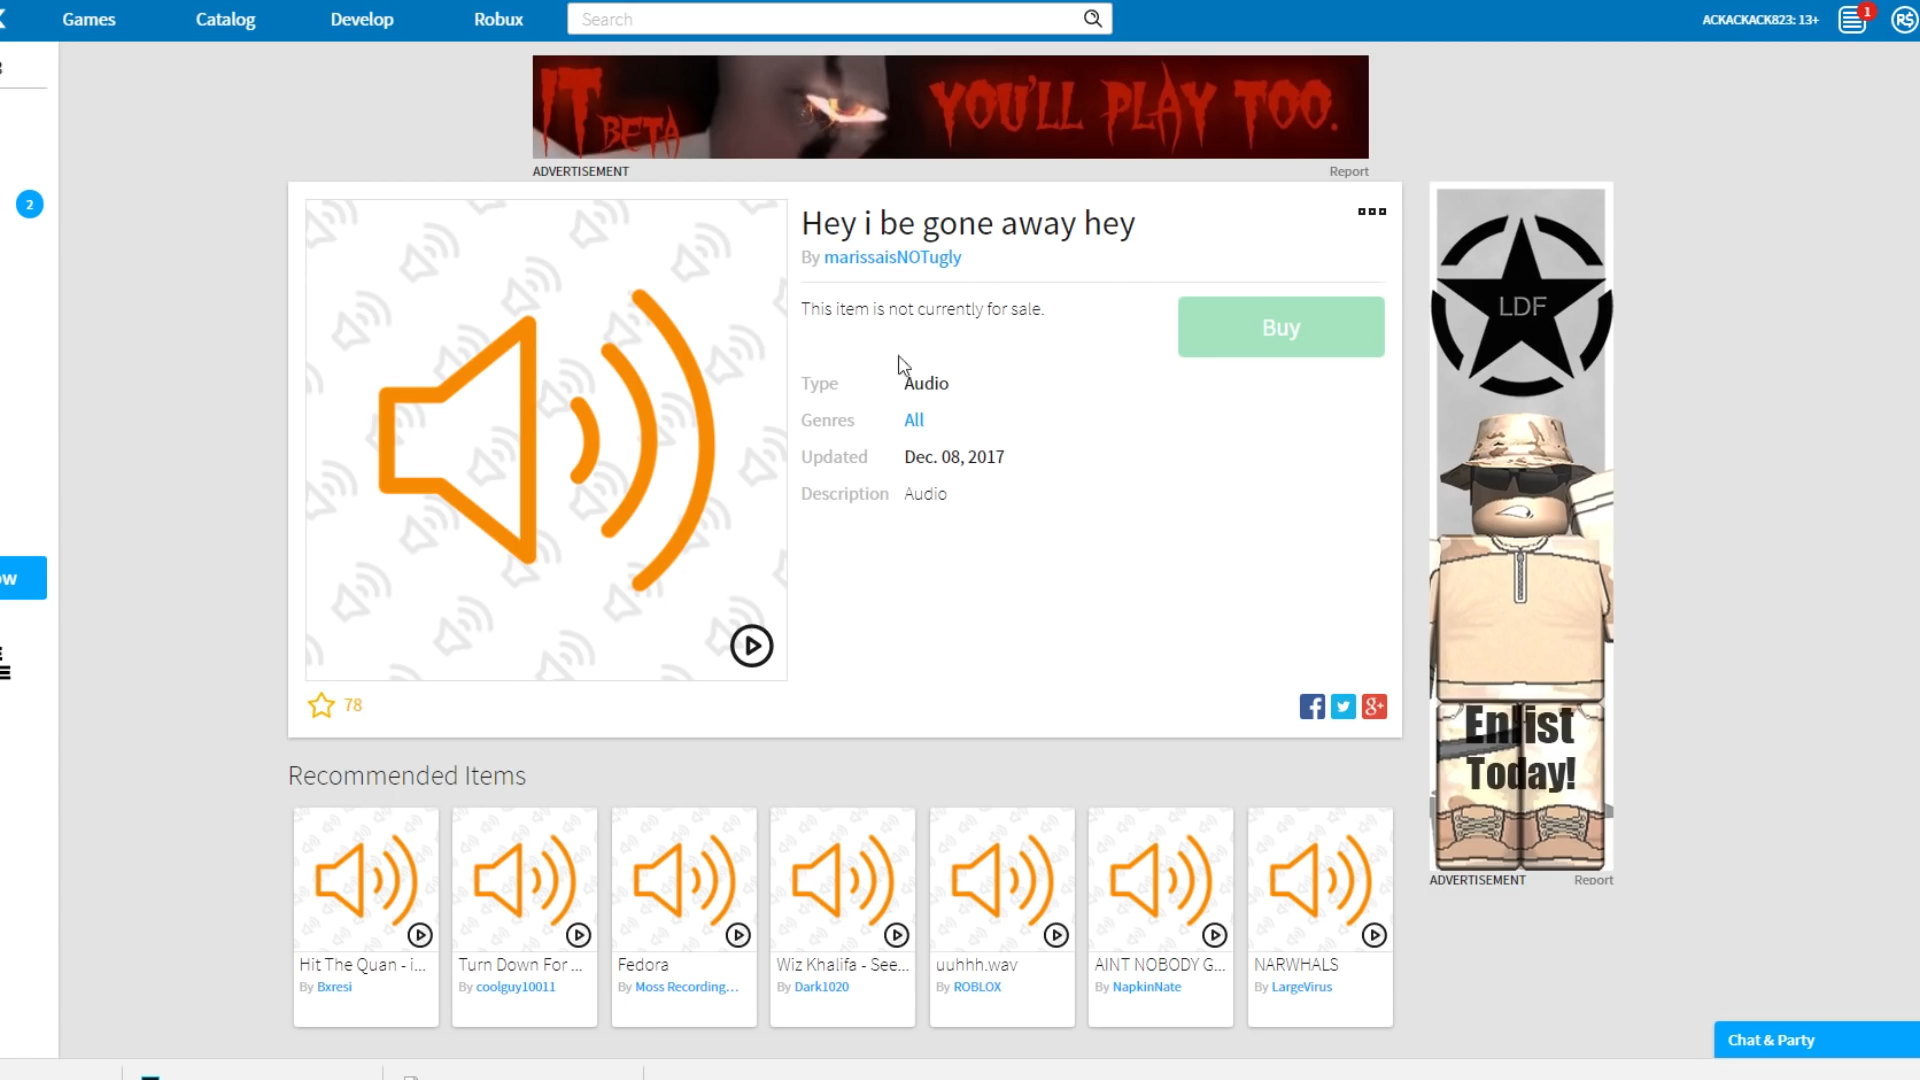 Games
Catalog
Develop
Robux
Search
ACKACKACK823: 13+
1
R$
IT BETA
YOU'LL PLAY TOO.
ADVERTISEMENT
Report
2
Hey i be gone away hey
By marissaisNOTugly
This item is not currently for sale.
Buy
Type Audio
Genres All
Updated Dec. 08, 2017
Description Audio
78
LDF
Enlist
Today!
ADVERTISEMENT
Report
Recommended Items
Hit The Quan - i...
By Bxresi
Turn Down For ...
By coolguy10011
Fedora
By Moss Recording...
Wiz Khalifa - See...
By Dark1020
uuhhh.wav
By ROBLOX
AINT NOBODY G...
By NapkinNate
NARWHALS
By LargeVirus
Chat & Party